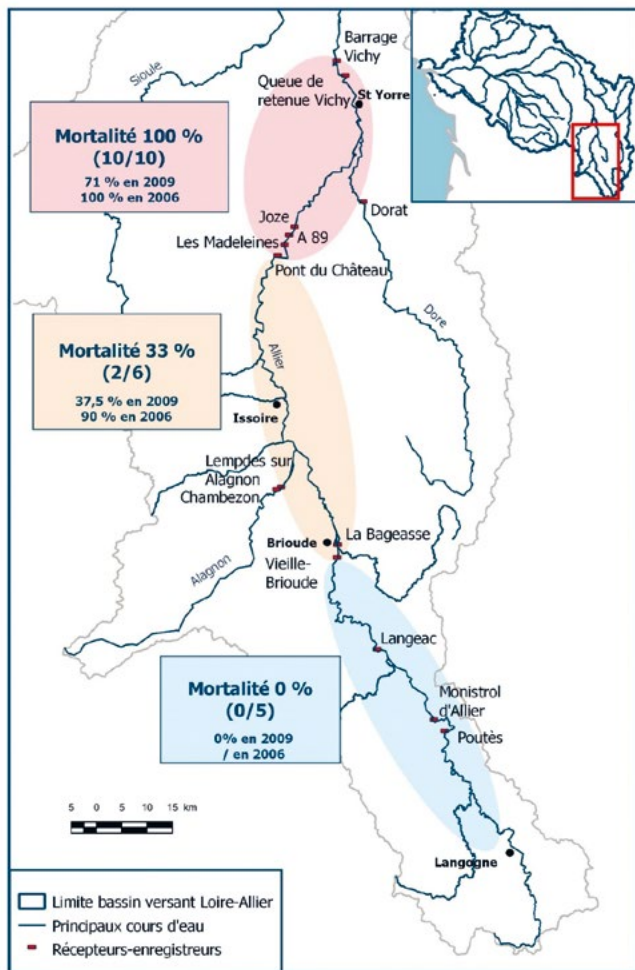 Barrage
Vichy
Sioule
Queue de
retenue Vichy
St Yorre
Mortalité 100 %
(10/10)
71 % en 2009
100 % en 2006
Joze
A 89
Dorat
Les Madeleines
Pont du Château
Dore
Mortalité 33 %
(2/6)
37,5 % en 2009
90 % en 2006
Allier
Issoire
Lempdes sur
Alagnon
Chambezon
La Bageasse
Brioude
Vieille-
Brioude
Alagnon
Langeac
Mortalité 0 %
(0/5)
0% en 2009
/ en 2006
Monistrol
d'Allier
Poutès
5 0 5 10 15 km
Langogne
Limite bassin versant Loire-Allier
Principaux cours d'eau
Récepteurs-enregistreurs